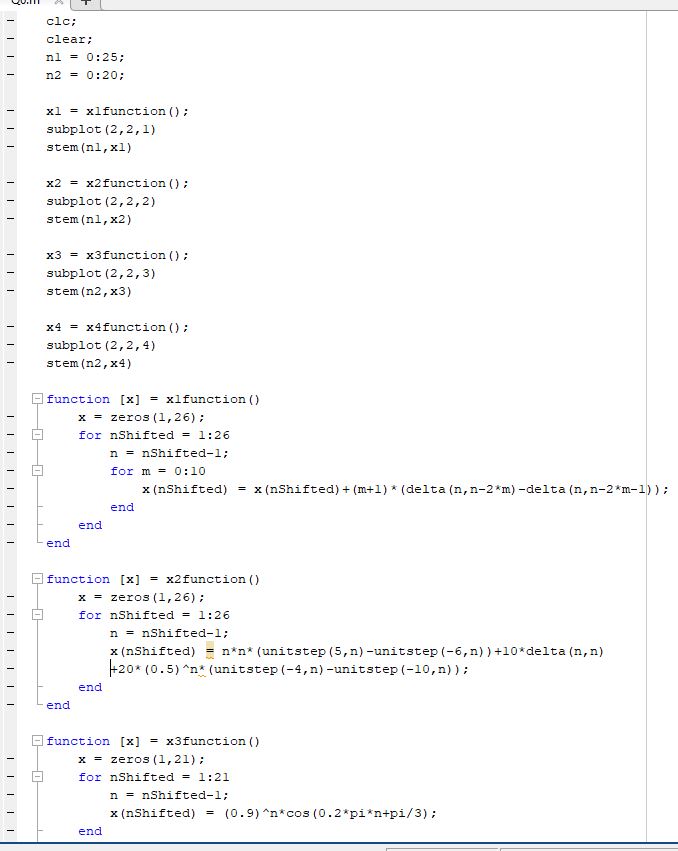 clc;
clear;
n1 = 0:25;
n2 = 0:20;
x1 = x1function();
subplot(2,2,1)
stem(n1,x1)
x2 = x2function();
subplot(2,2,2)
stem(n1,x2)
x3 = x3function();
subplot(2,2,3)
stem(n2,x3)
x4 = x4function();
subplot(2,2,4)
stem(n2,x4)
function [x] = x1function()
x = zeros(1,26);
for nShifted = 1:26
n = nShifted-1;
for m = 0:10
x(nShifted) = x(nShifted)+(m+1)*(delta(n,n-2*m)-delta(n,n-2*m-1));
end
end
end
function [x] = x2function()
x = zeros(1,26);
for nShifted = 1:26
n = nShifted-1;
x(nShifted) = n*n*(unitstep(5,n)-unitstep(-6,n))+10*delta(n,n)
+20*(0.5)^n*(unitstep(-4,n)-unitstep(-10,n));
end
end
function [x] = x3function()
x = zeros(1,21);
for nShifted = 1:21
n = nShifted-1;
x(nShifted) = (0.9)^n*cos(0.2*pi*n+pi/3);
end